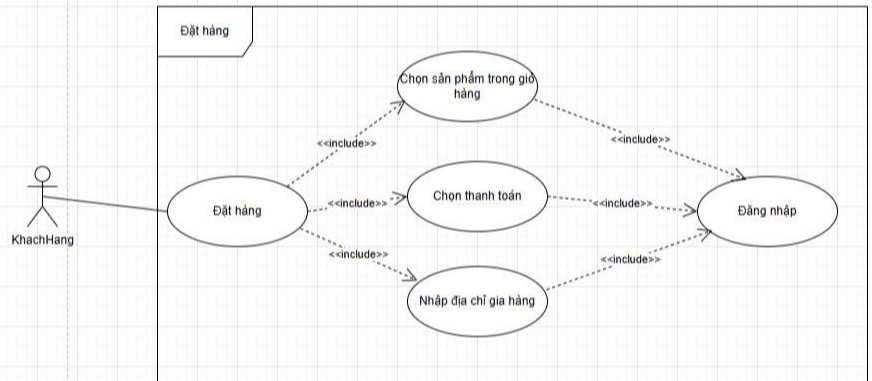 Đặt hàng
Chọn sản phẩm trong giỏ
hàng
<<include>>
<<include>>
KhachHang
Đặt hàng
<<include>>
Chọn thanh toán
<<include>>
Đăng nhập
<<include>>
<<include>>
Nhập địa chỉ gia hàng